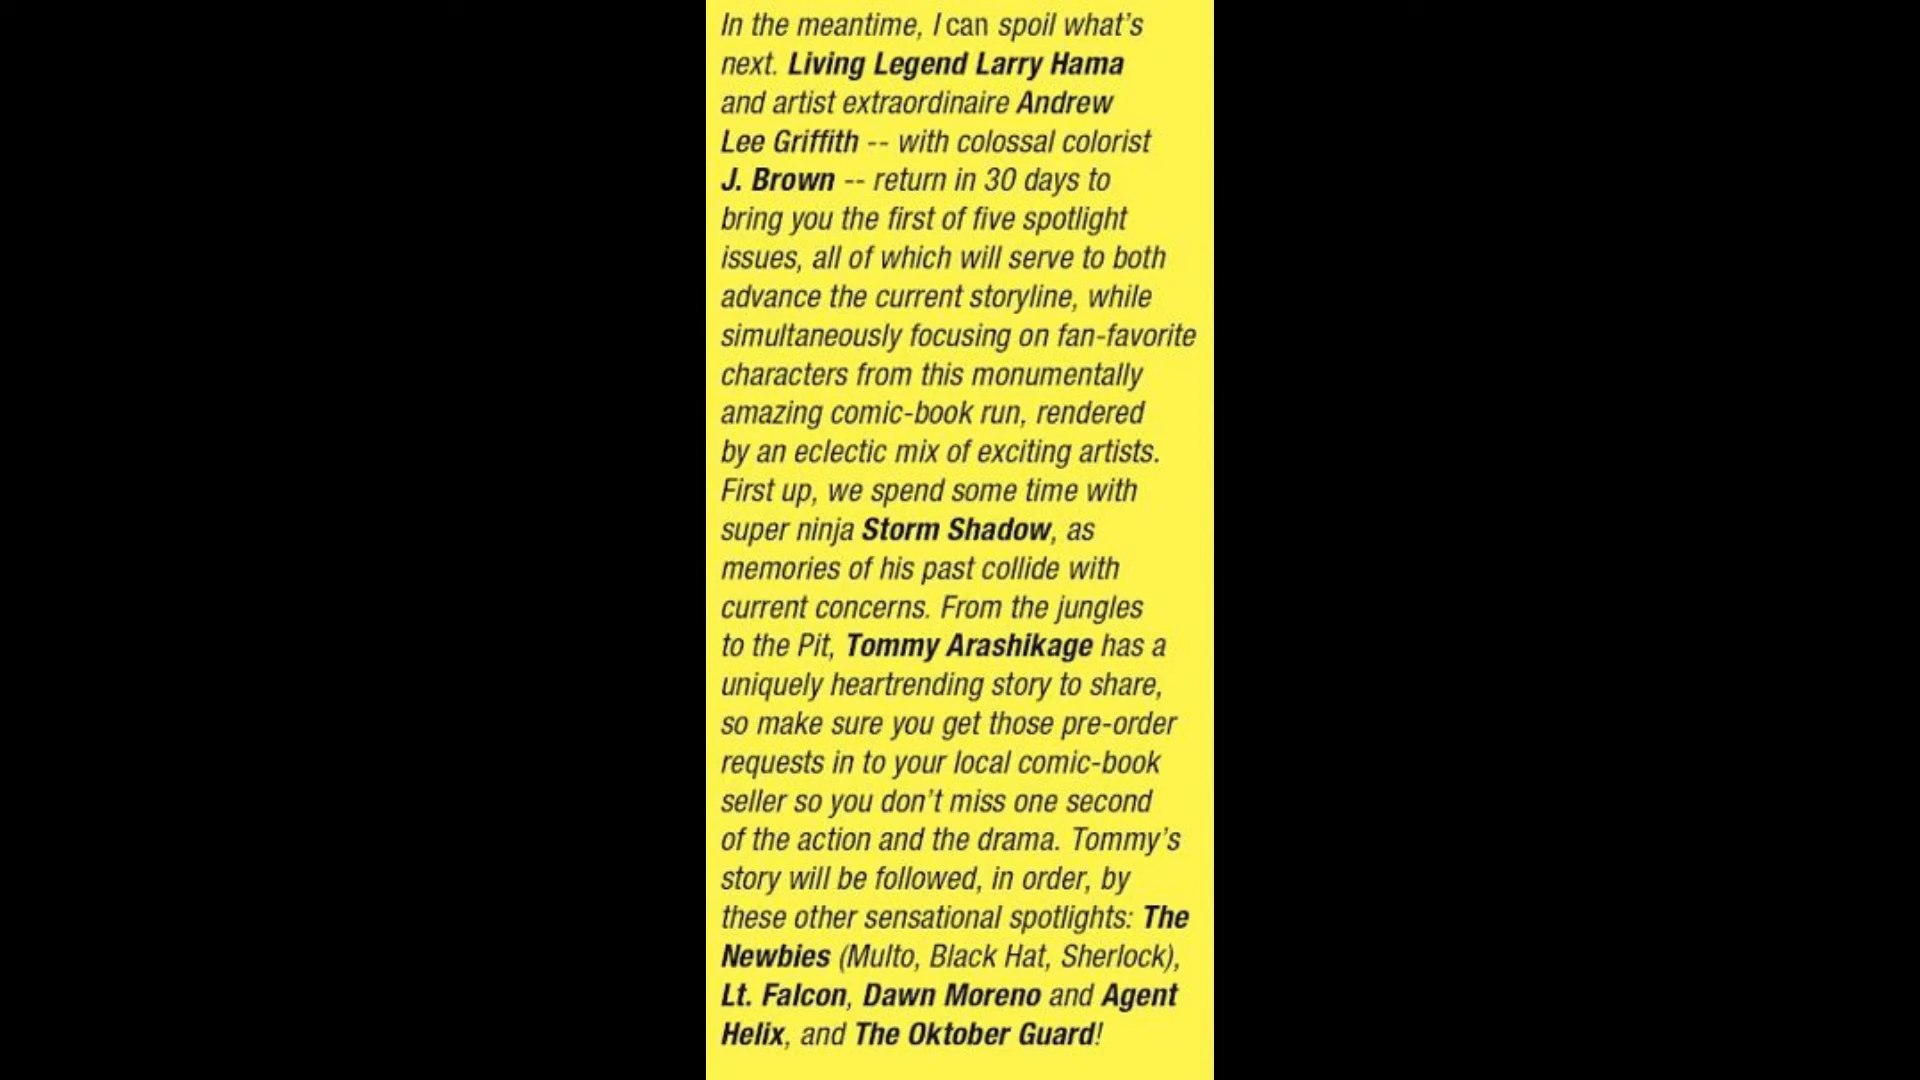 In the meantime, I can spoil what's
next. Living Legend Larry Hama
and artist extraordinaire Andrew
Lee Griffith -- with colossal colorist
J. Brown -- return in 30 days to
bring you the first of five spotlight
issues, all of which will serve to both
advance the current storyline, while
simultaneously focusing on fan-favorite
characters from this monumentally
amazing comic-book run, rendered
by an eclectic mix of exciting artists.
First up, we spend some time with
super ninja Storm Shadow, as
memories of his past collide with
current concerns. From the jungles
to the Pit, Tommy Arashikage has a
uniquely heartrending story to share,
so make sure you get those pre-order
requests in to your local comic-book
seller so you don't miss one second
of the action and the drama. Tommy's
story will be followed, in order, by
these other sensational spotlights: The
Newbies (Multo, Black Hat, Sherlock),
Lt. Falcon, Dawn Moreno and Agent
Helix, and The Oktober Guard!